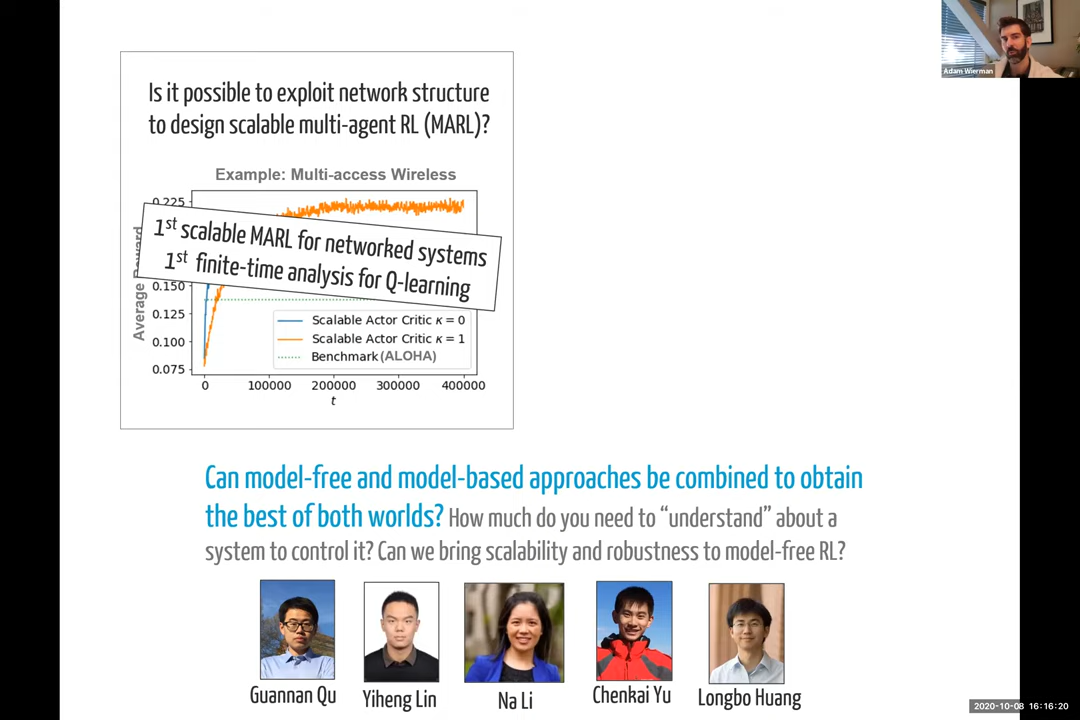 Adam Wierman
Is it possible to exploit network structure
to design scalable multi-agent RL (MARL)?
Example: Multi-access Wireless
0.225
1st scalable MARL for networked systems
1st finite-time analysis for Q-learning
Average Reward
0.150
0.125
0.100
0.075
Scalable Actor Critic κ = 0
Scalable Actor Critic κ = 1
Benchmark (ALOHA)
0 100000 200000 300000 400000
t
Can model-free and model-based approaches be combined to obtain
the best of both worlds? How much do you need to “understand” about a
system to control it? Can we bring scalability and robustness to model-free RL?
Guannan Qu Yiheng Lin Na Li Chenkai Yu Longbo Huang
2020-10-08 16:16:20